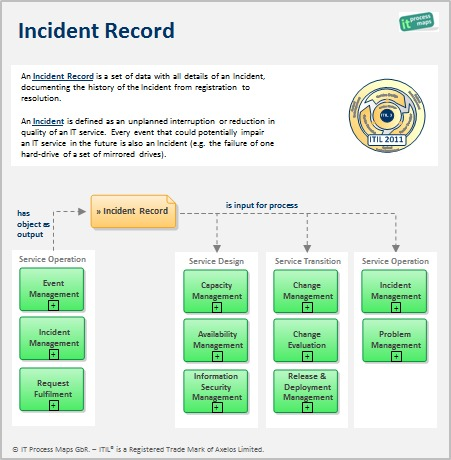 Incident Record
it process maps
An Incident Record is a set of data with all details of an Incident,
documenting the history of the Incident from registration to
resolution.
An Incident is defined as an unplanned interruption or reduction in
quality of an IT service. Every event that could potentially impair
an IT service in the future is also an Incident (e.g. the failure of one
hard-drive of a set of mirrored drives).
ITIL 2011
has
object as
output
» Incident Record
is input for process
Service Operation
Event
Management
Incident
Management
Request
Fulfilment
Service Design
Capacity
Management
Availability
Management
Information
Security
Management
Service Transition
Change
Management
Change
Evaluation
Release &
Deployment
Management
Service Operation
Incident
Management
Problem
Management
© IT Process Maps GbR. – ITIL® is a Registered Trade Mark of Axelos Limited.